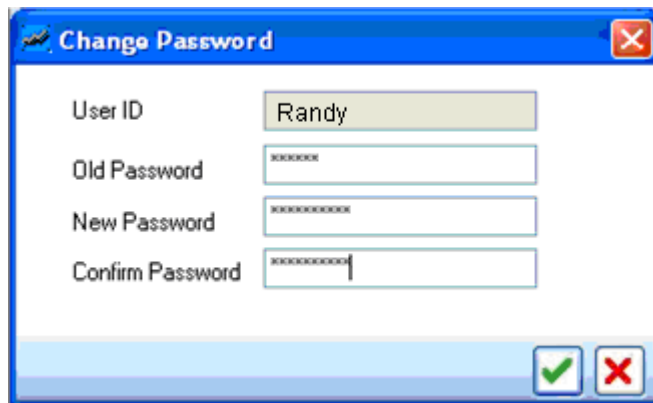 Change Password
User ID
Randy
Old Password
******
New Password
**********
Confirm Password
**********